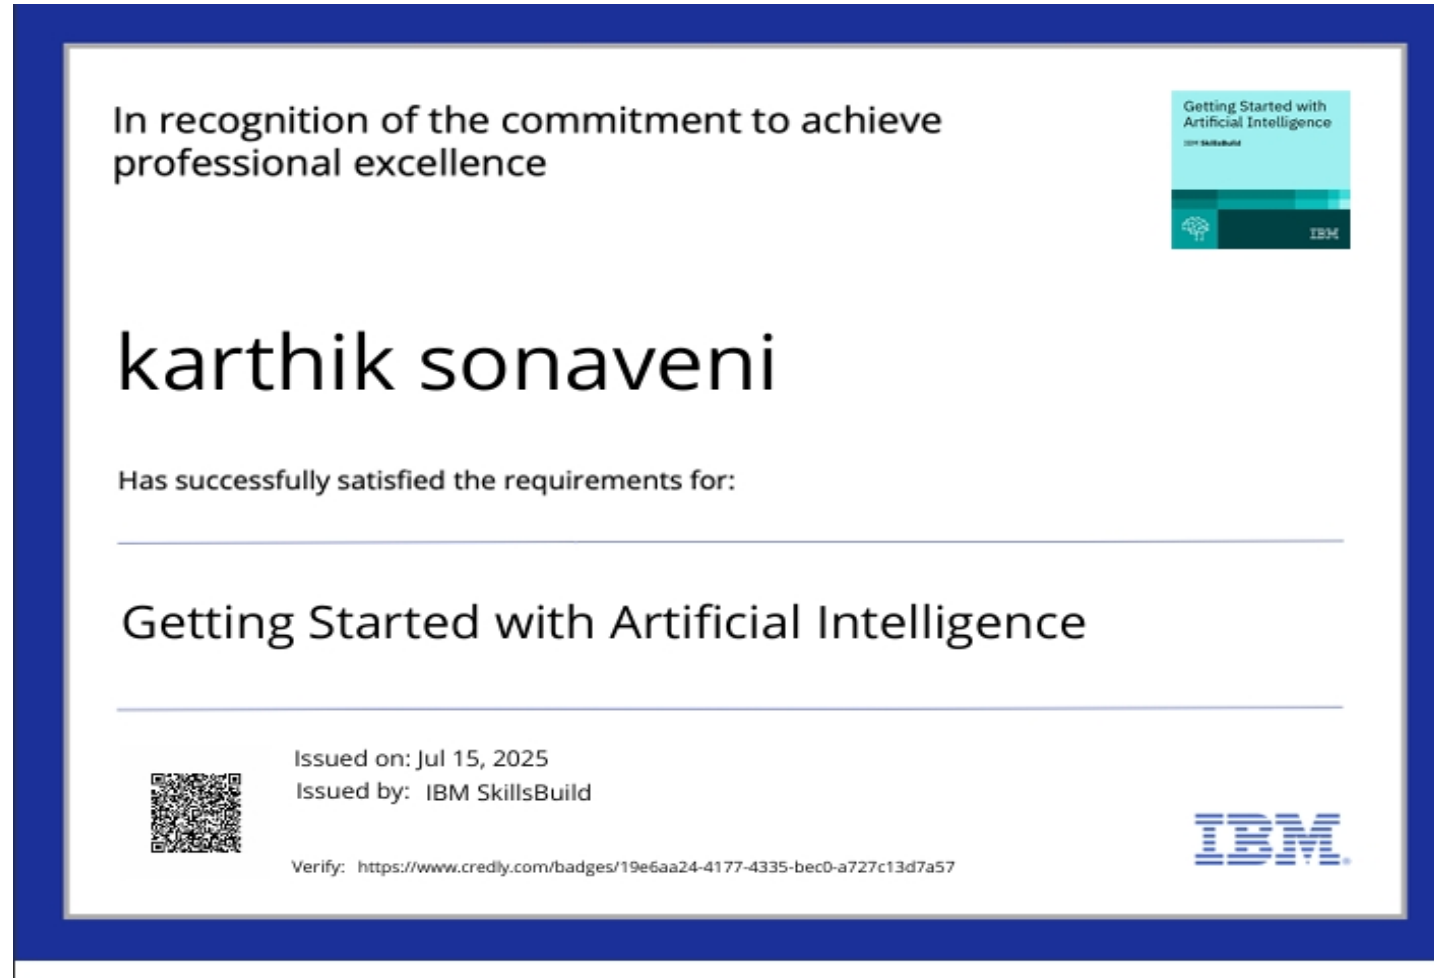 In recognition of the commitment to achieve
professional excellence
Getting Started with
Artificial Intelligence
IBM SkillsBuild
IBM
karthik sonaveni
Has successfully satisfied the requirements for:
Getting Started with Artificial Intelligence
Issued on: Jul 15, 2025
Issued by: IBM SkillsBuild
Verify: https://www.credly.com/badges/19e6aa24-4177-4335-bec0-a727c13d7a57
IBM.